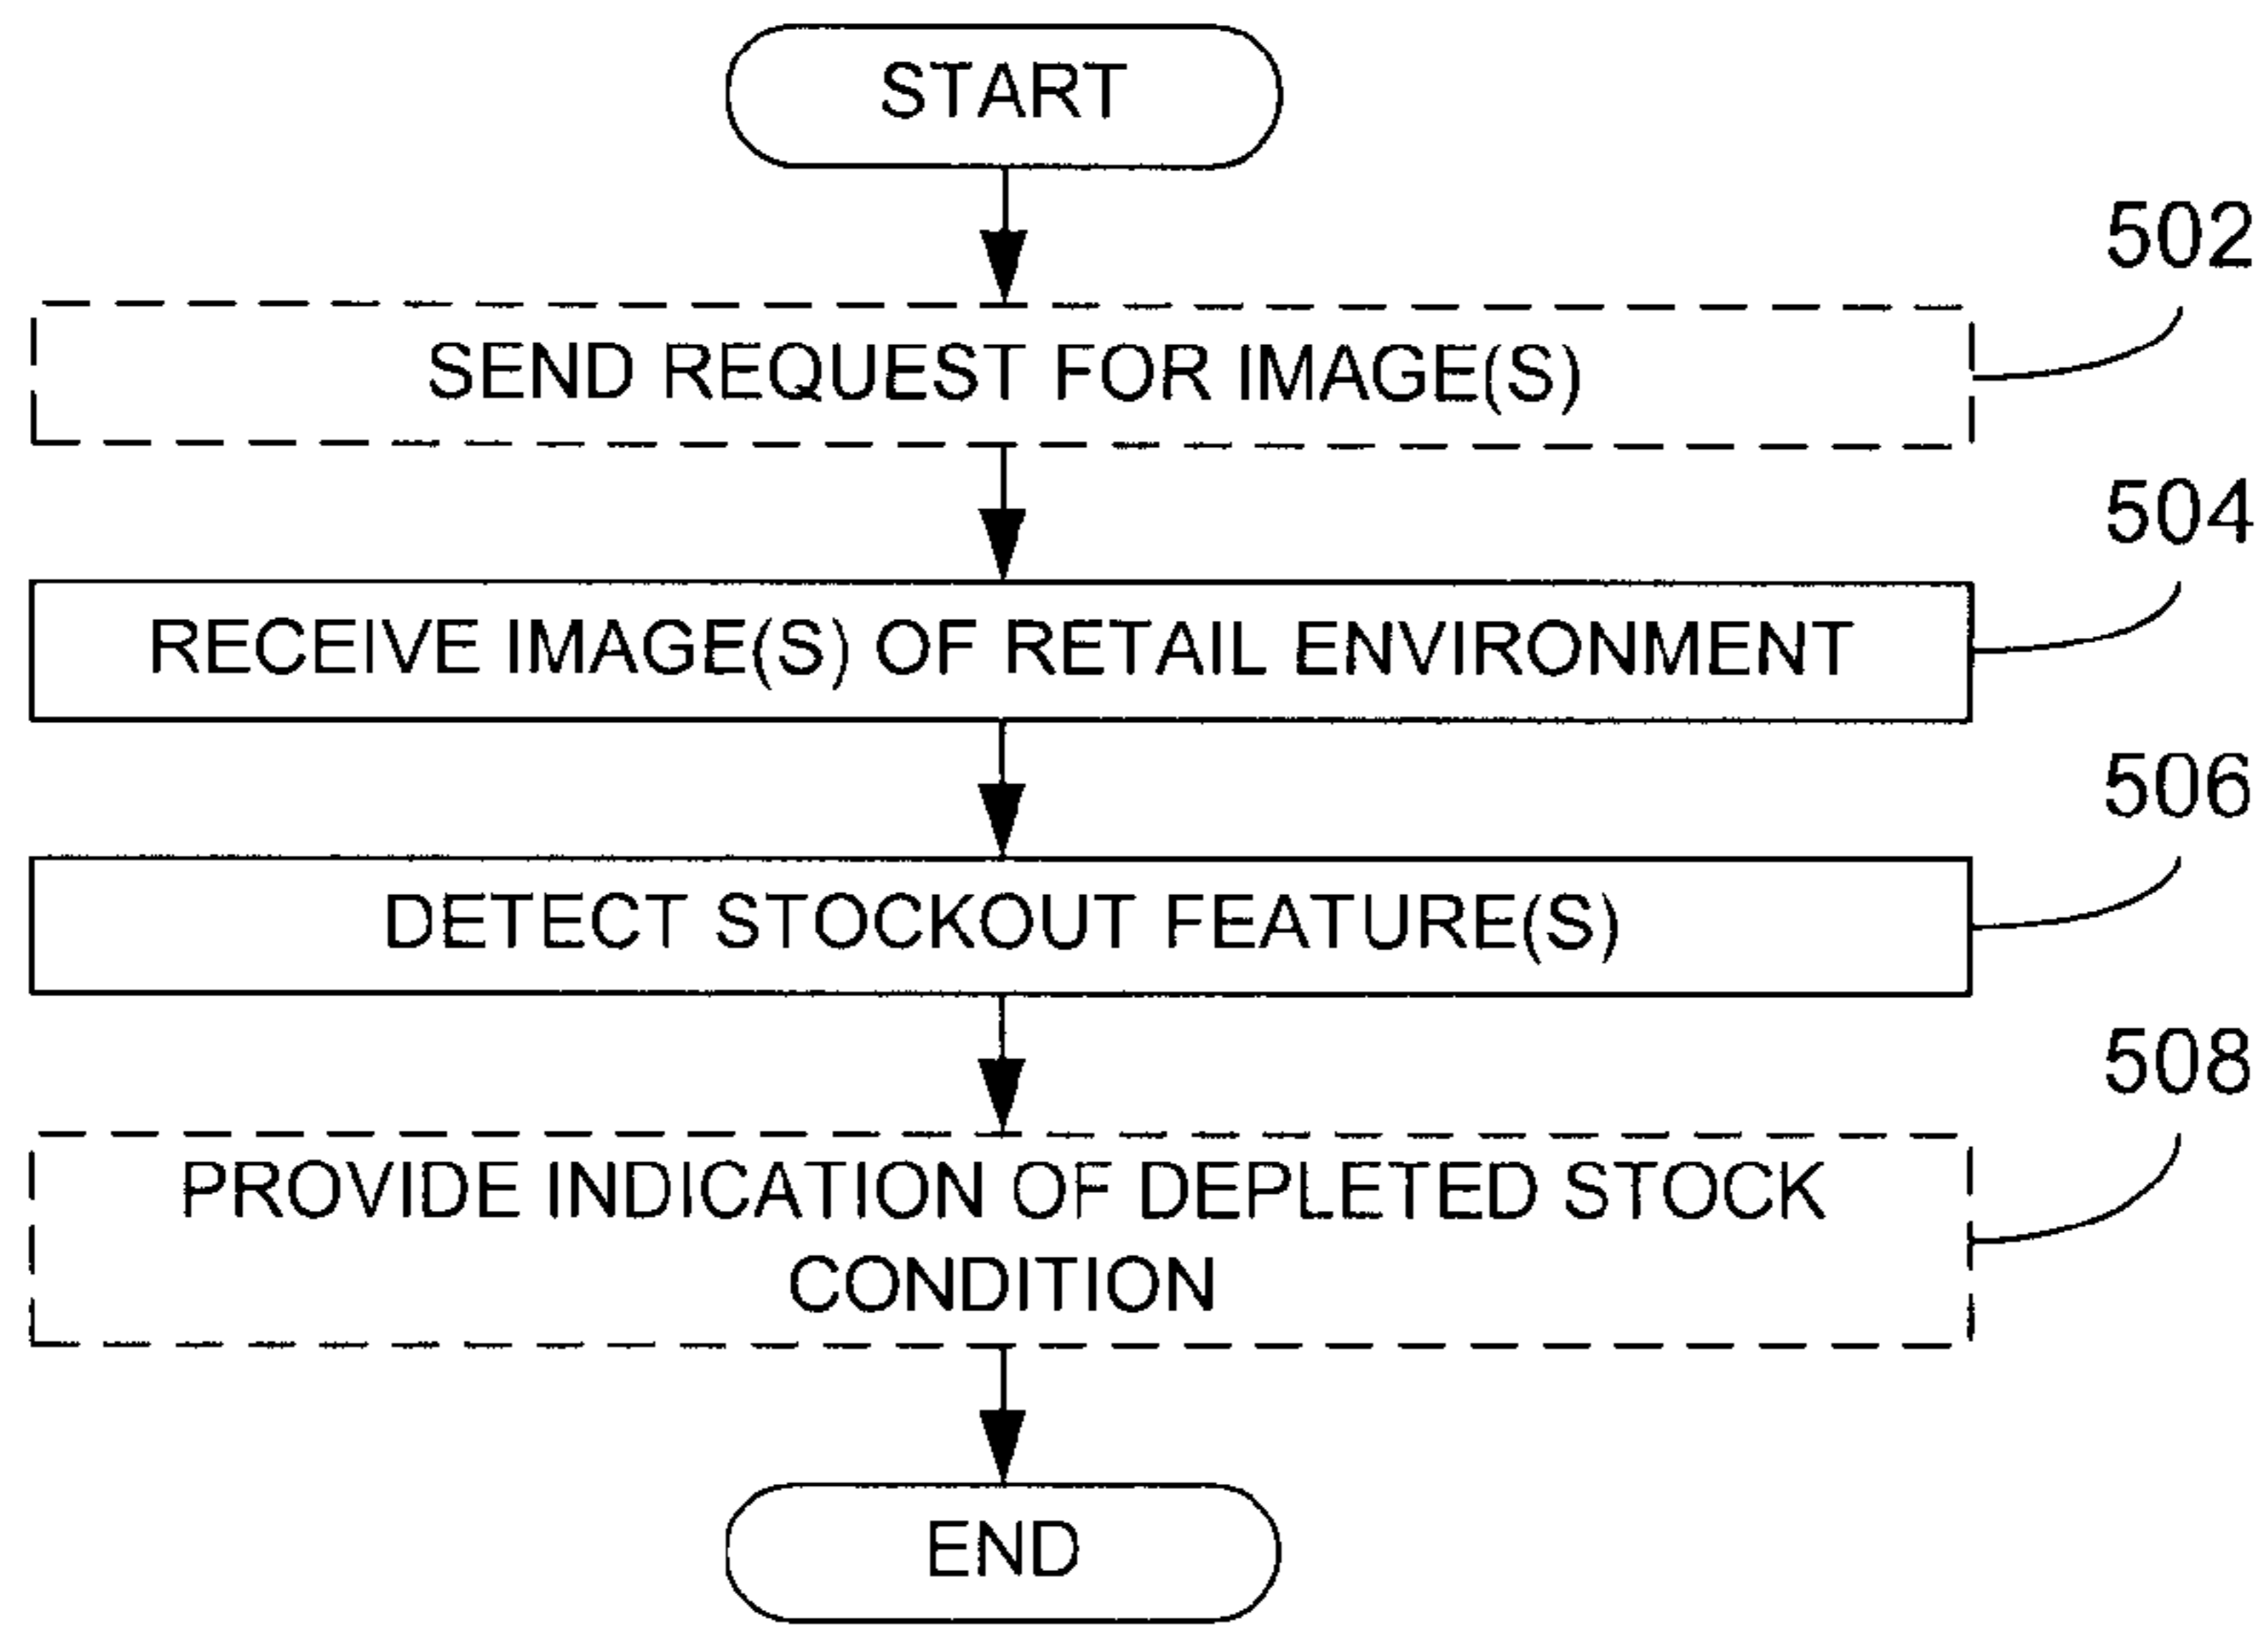 START
502
SEND REQUEST FOR IMAGE(S)
504
RECEIVE IMAGE(S) OF RETAIL ENVIRONMENT
506
DETECT STOCKOUT FEATURE(S)
508
PROVIDE INDICATION OF DEPLETED STOCK
CONDITION
END